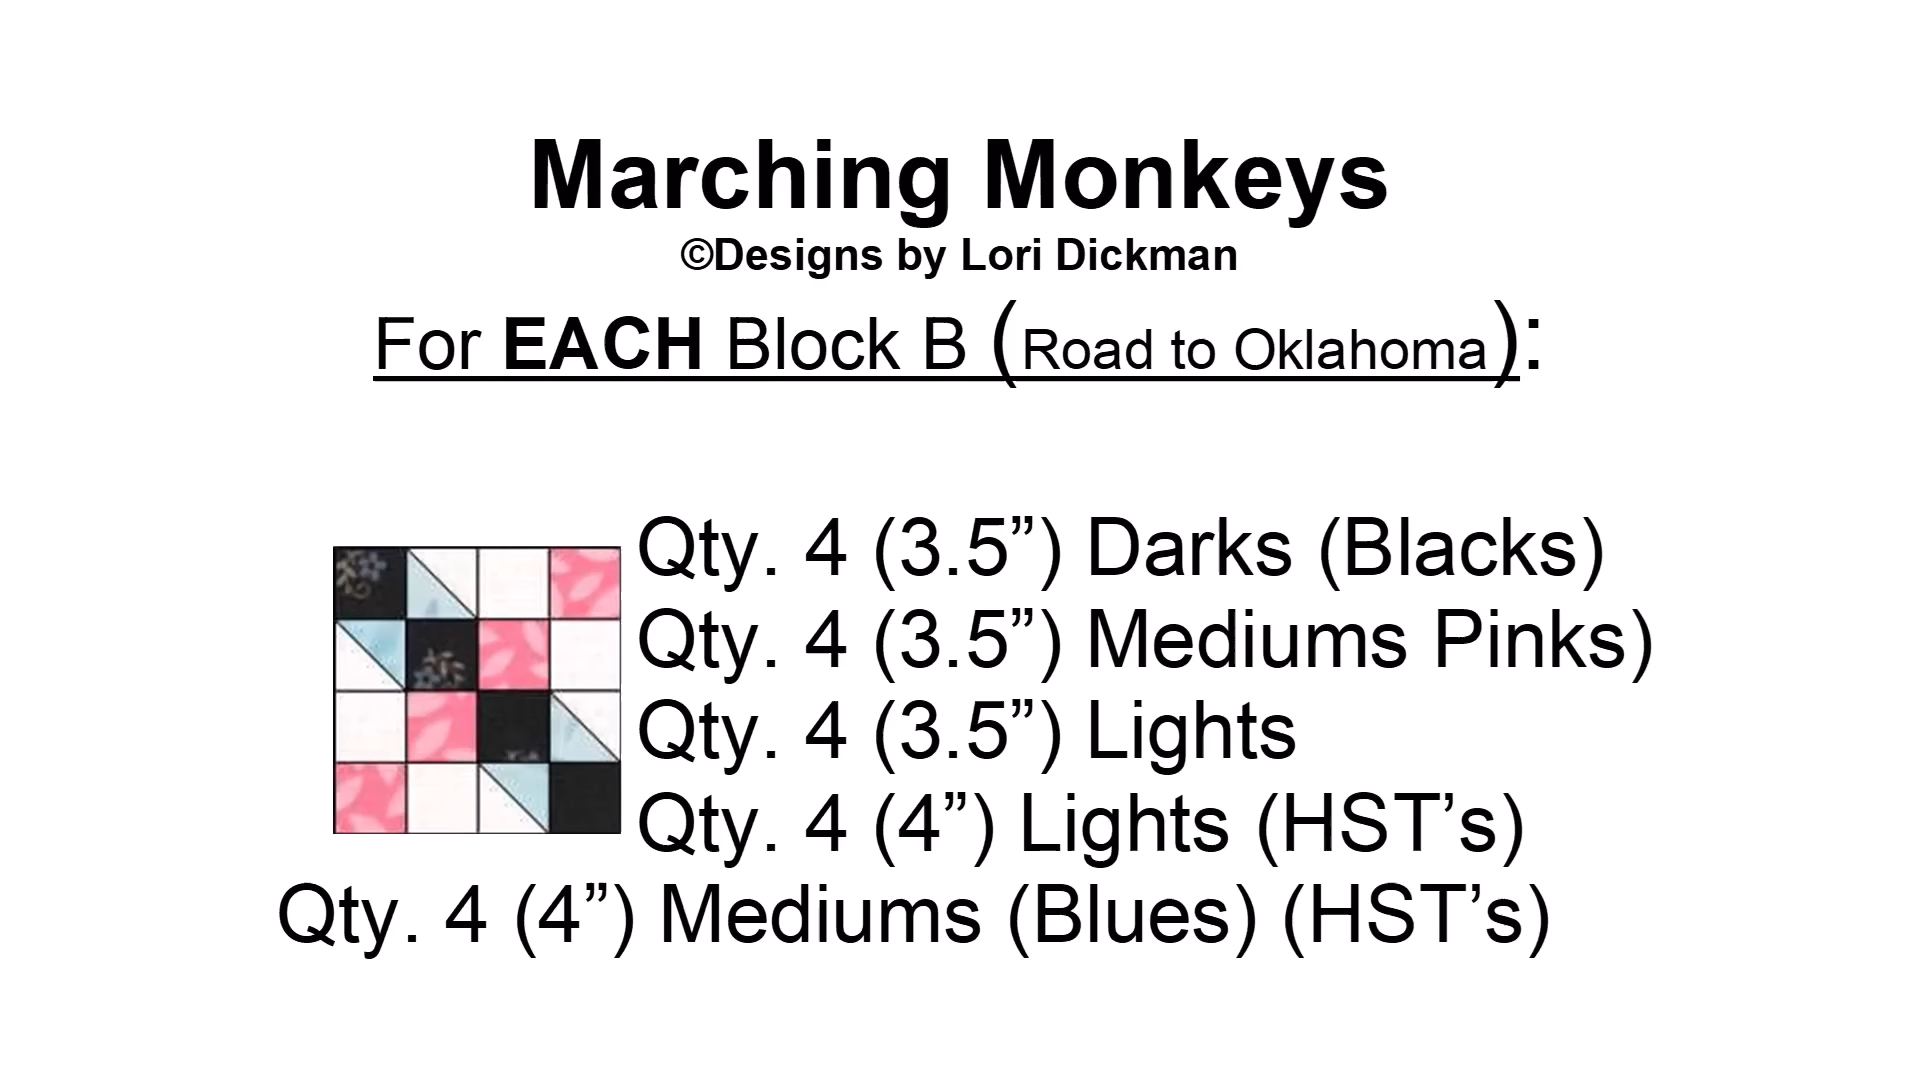 Marching Monkeys
©Designs by Lori Dickman
For EACH Block B (Road to Oklahoma):
Qty. 4 (3.5”) Darks (Blacks)
Qty. 4 (3.5”) Mediums Pinks)
Qty. 4 (3.5”) Lights
Qty. 4 (4”) Lights (HST’s)
Qty. 4 (4”) Mediums (Blues) (HST’s)